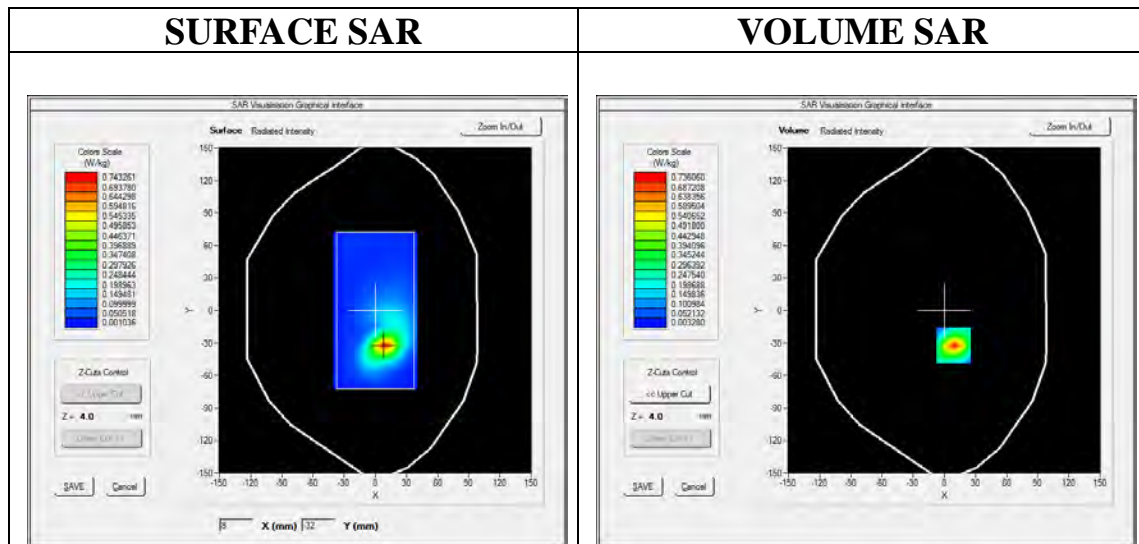 SURFACE SAR
VOLUME SAR
SAR Visualisation Graphical Interface
Surface Radiated Intensity
Zoom In/Out
Colors Scale
(W/kg)
0.743261
0.693780
0.644298
0.594816
0.545335
0.495853
0.446371
0.396889
0.347408
0.297926
0.248444
0.198963
0.149481
0.099999
0.050518
0.001036
150
120
90
60
30
0
-30
-60
-90
-120
-150
Y
-150 -120 -90 -60 -30 0 30 60 90 120 150
X
Z-Cuts Control
<< Upper Cut
Z = 4.0 mm
SAVE Cancel
8 X (mm) -32 Y (mm)
SAR Visualisation Graphical Interface
Volume Radiated Intensity
Zoom In/Out
Colors Scale
(W/kg)
0.736060
0.687208
0.638356
0.589504
0.540652
0.491800
0.442948
0.394096
0.345244
0.296392
0.247540
0.198688
0.149836
0.100984
0.052132
0.003280
150
120
90
60
30
0
-30
-60
-90
-120
-150
Y
-150 -120 -90 -60 -30 0 30 60 90 120 150
X
Z-Cuts Control
<< Upper Cut
Z = 4.0 mm
SAVE Cancel